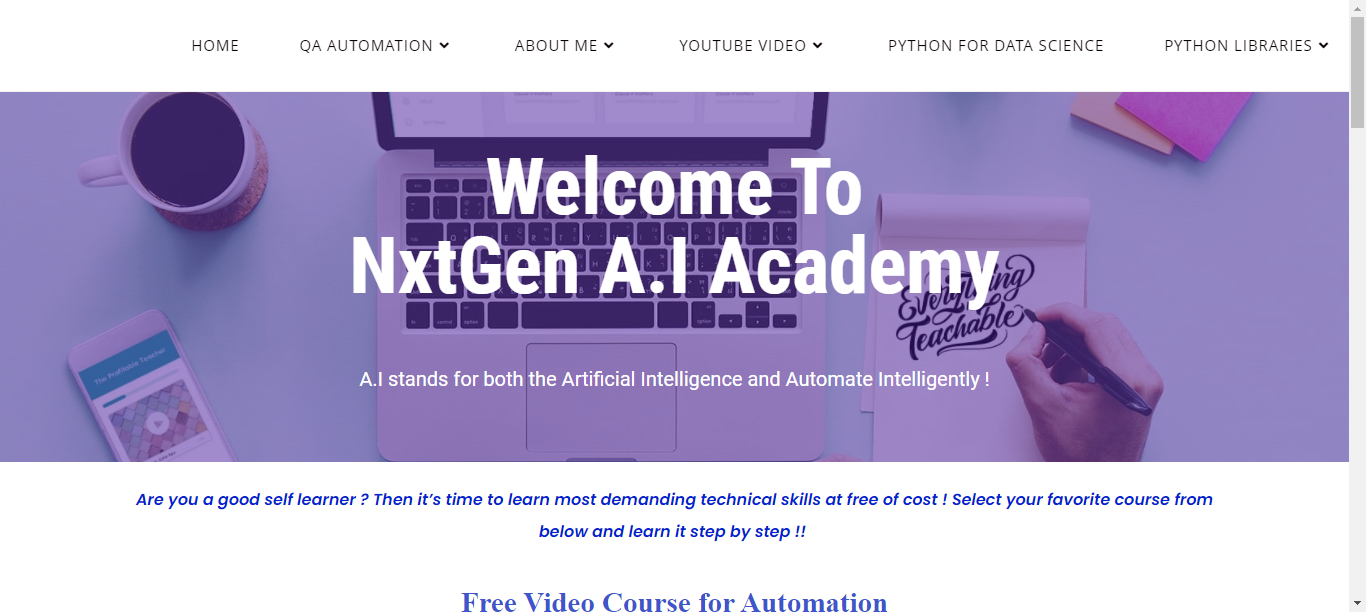 HOME QA AUTOMATION ABOUT ME YOUTUBE VIDEO PYTHON FOR DATA SCIENCE PYTHON LIBRARIES
Welcome To
NxtGen A.I Academy
Everything
Teachable
The Profitable Teacher
A.I stands for both the Artificial Intelligence and Automate Intelligently !
Are you a good self learner ? Then it’s time to learn most demanding technical skills at free of cost ! Select your favorite course from
below and learn it step by step !!
Free Video Course for Automation